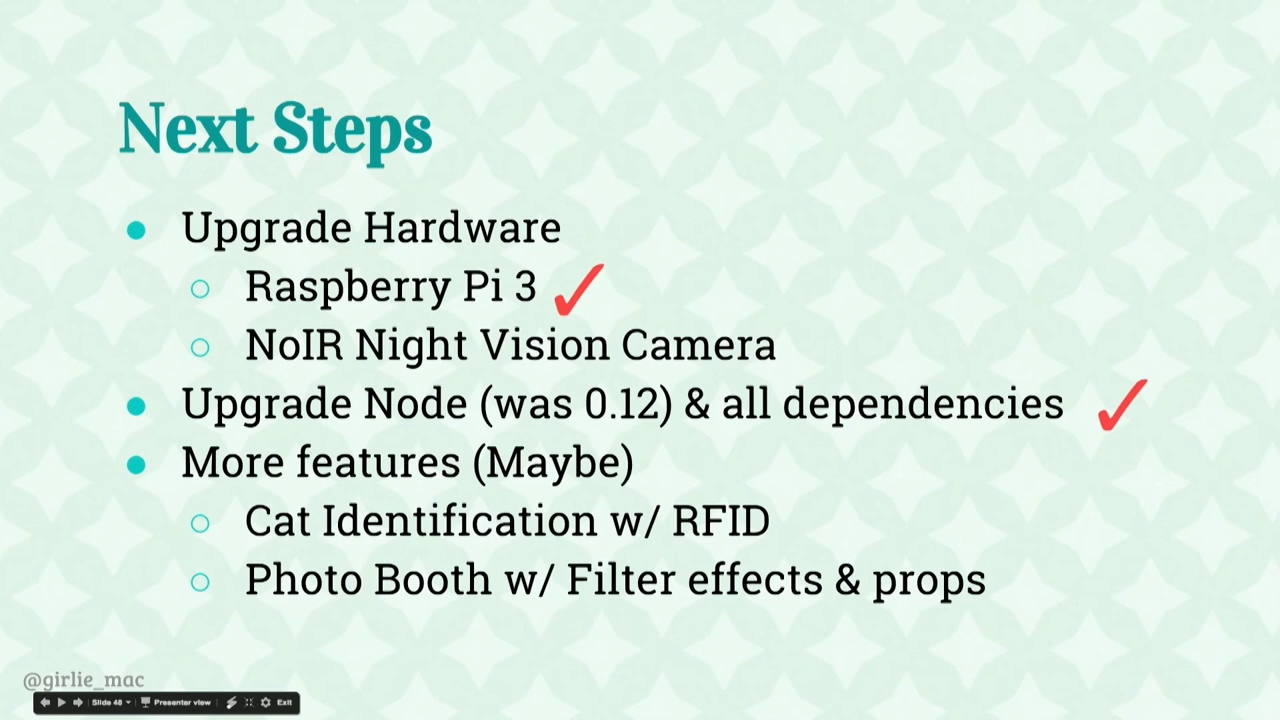 Next Steps
Upgrade Hardware
Raspberry Pi 3
NoIR Night Vision Camera
Upgrade Node (was 0.12) & all dependencies
More features (Maybe)
Cat Identification w/ RFID
Photo Booth w/ Filter effects & props
@girlie_mac
Slide 48 Presenter view Exit